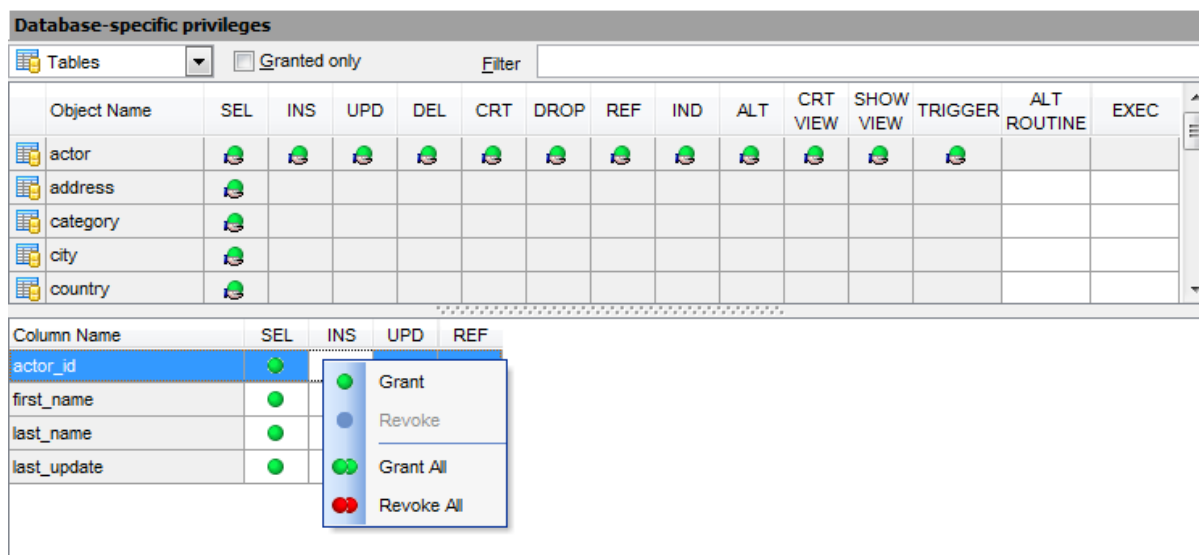 Database-specific privileges
Tables Granted only Filter
Object Name SEL INS UPD DEL CRT DROP REF IND ALT CRT VIEW SHOW VIEW TRIGGER ALT ROUTINE EXEC
actor
address
category
city
country
Column Name SEL INS UPD REF
actor_id
first_name
last_name
last_update
Grant
Revoke
Grant All
Revoke All